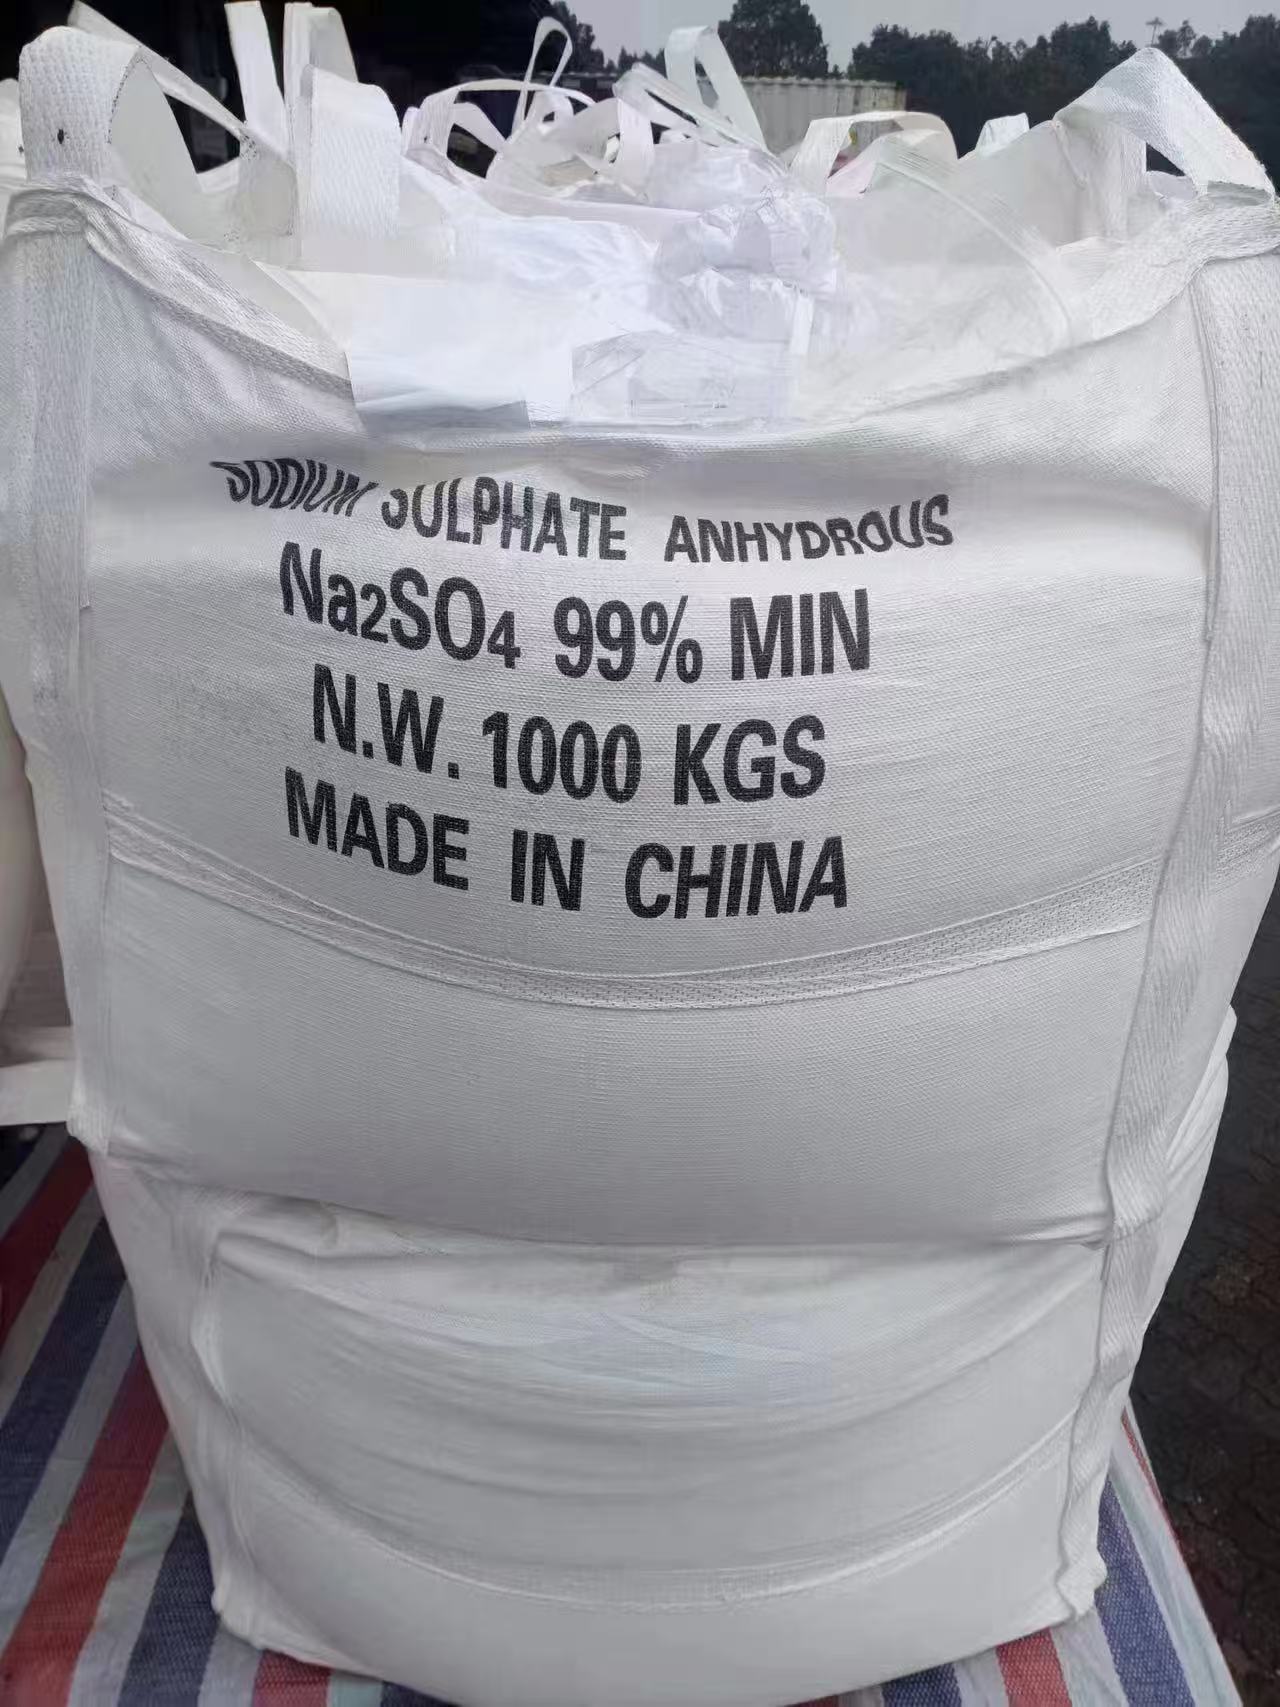 SODIUM SULPHATE ANHYDROUS
Na2SO4 99% MIN
N.W. 1000 KGS
MADE IN CHINA